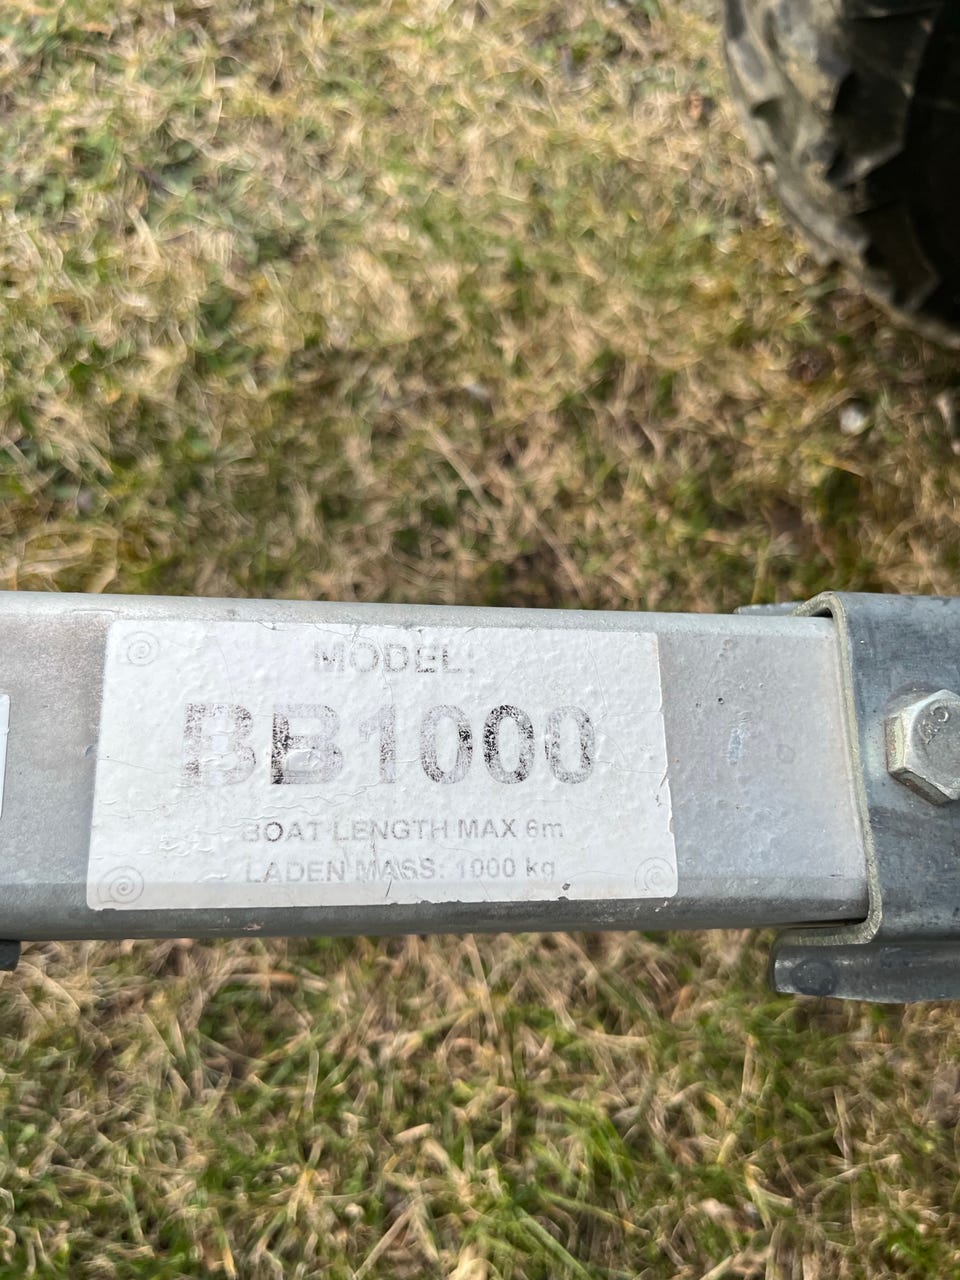 MODEL:
BB1000
BOAT LENGTH MAX 6m
LADEN MASS: 1000 kg